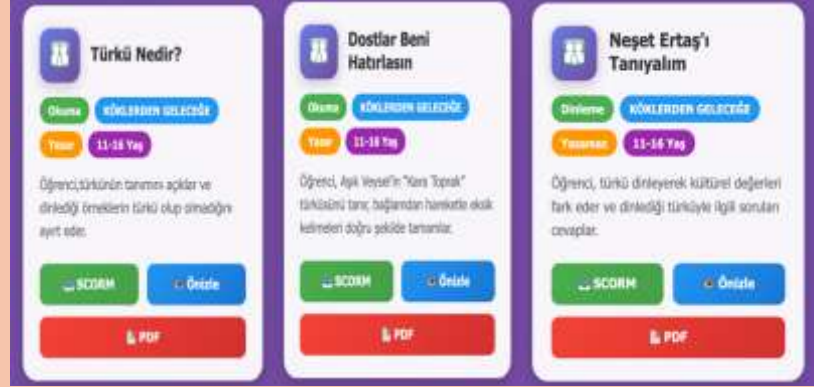 Türkü Nedir?
Okuma
KÖKLERDEN GELECEĞE
Yazar
11-16 Yaş
Öğrenci,türkünün tanımını açıklar ve
dinlediği örneklerin türkü olup olmadığını
ayırt eder.
SCORM
Önizle
PDF
Dostlar Beni
Hatırlasın
Okuma
KÖKLERDEN GELECEĞE
Yazar
11-16 Yaş
Öğrenci, Aşık Veysel'in "Kara Toprak"
türküsünü tanır, bağlamdan hareketle eksik
kelimeleri doğru şekilde tamamlar.
SCORM
Önizle
PDF
Neşet Ertaş'ı
Tanıyalım
Dinleme
KÖKLERDEN GELECEĞE
11-16 Yaş
Öğrenci, türkü dinleyerek kültürel değerleri
fark eder ve dinlediği türküyle ilgili soruları
cevaplar.
SCORM
Önizle
PDF